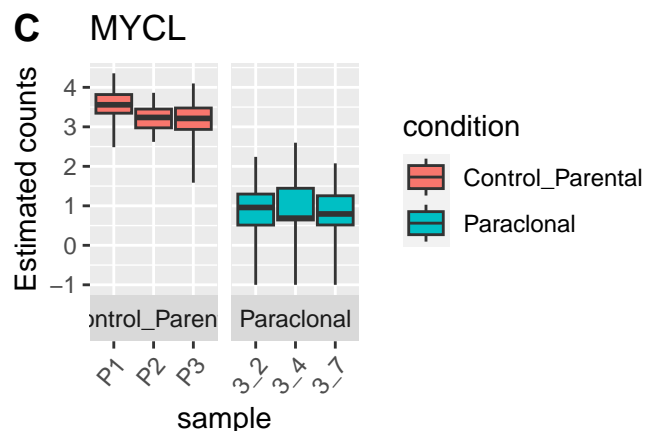 C MYCL
Estimated counts
4
3
2
1
0
−1
ontrol_Paren
Paraclonal
P1
P2
P3
3_2
3_4
3_7
sample
condition
Control_Parental
Paraclonal